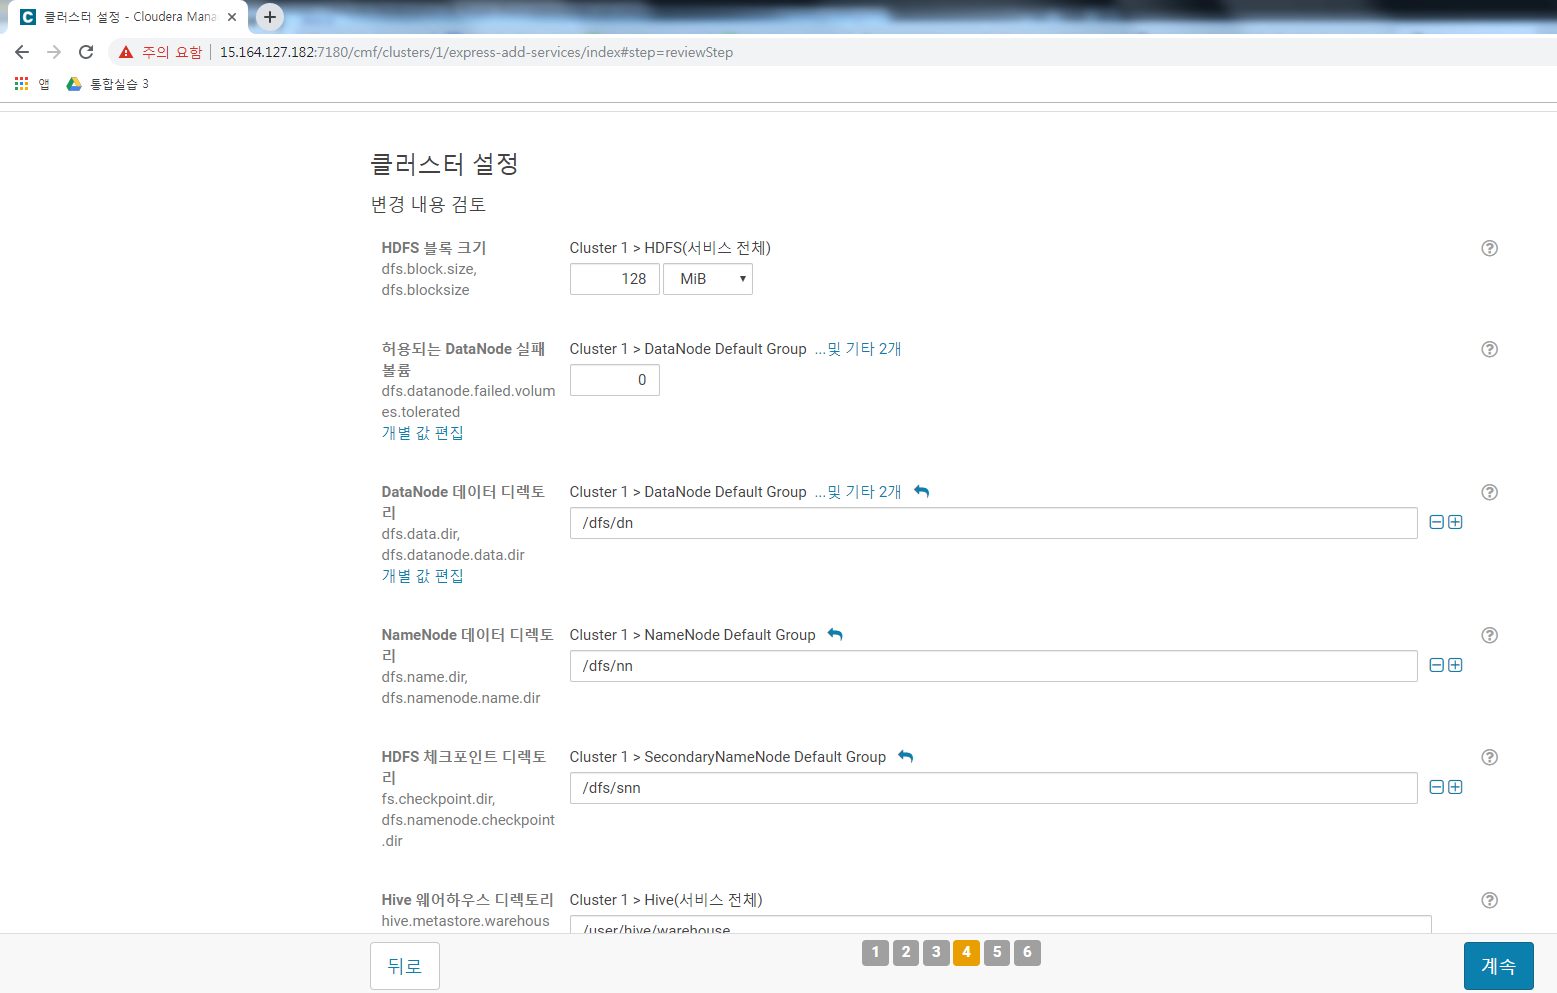 클러스터 설정 - Cloudera Mana
주의 요함 15.164.127.182:7180/cmf/clusters/1/express-add-services/index#step=reviewStep
앱 통합실습 3
클러스터 설정
변경 내용 검토
HDFS 블록 크기
dfs.block.size,
dfs.blocksize
Cluster 1 > HDFS(서비스 전체)
128 MiB
허용되는 DataNode 실패
볼륨
dfs.datanode.failed.volum
es.tolerated
개별 값 편집
Cluster 1 > DataNode Default Group ...및 기타 2개
0
DataNode 데이터 디렉토
리
dfs.data.dir,
dfs.datanode.data.dir
개별 값 편집
Cluster 1 > DataNode Default Group ...및 기타 2개
/dfs/dn
NameNode 데이터 디렉토
리
dfs.name.dir,
dfs.namenode.name.dir
Cluster 1 > NameNode Default Group
/dfs/nn
HDFS 체크포인트 디렉토
리
fs.checkpoint.dir,
dfs.namenode.checkpoint
.dir
Cluster 1 > SecondaryNameNode Default Group
/dfs/snn
Hive 웨어하우스 디렉토리
hive.metastore.warehous
Cluster 1 > Hive(서비스 전체)
/user/hive/warehouse
뒤로
1 2 3 4 5 6
계속